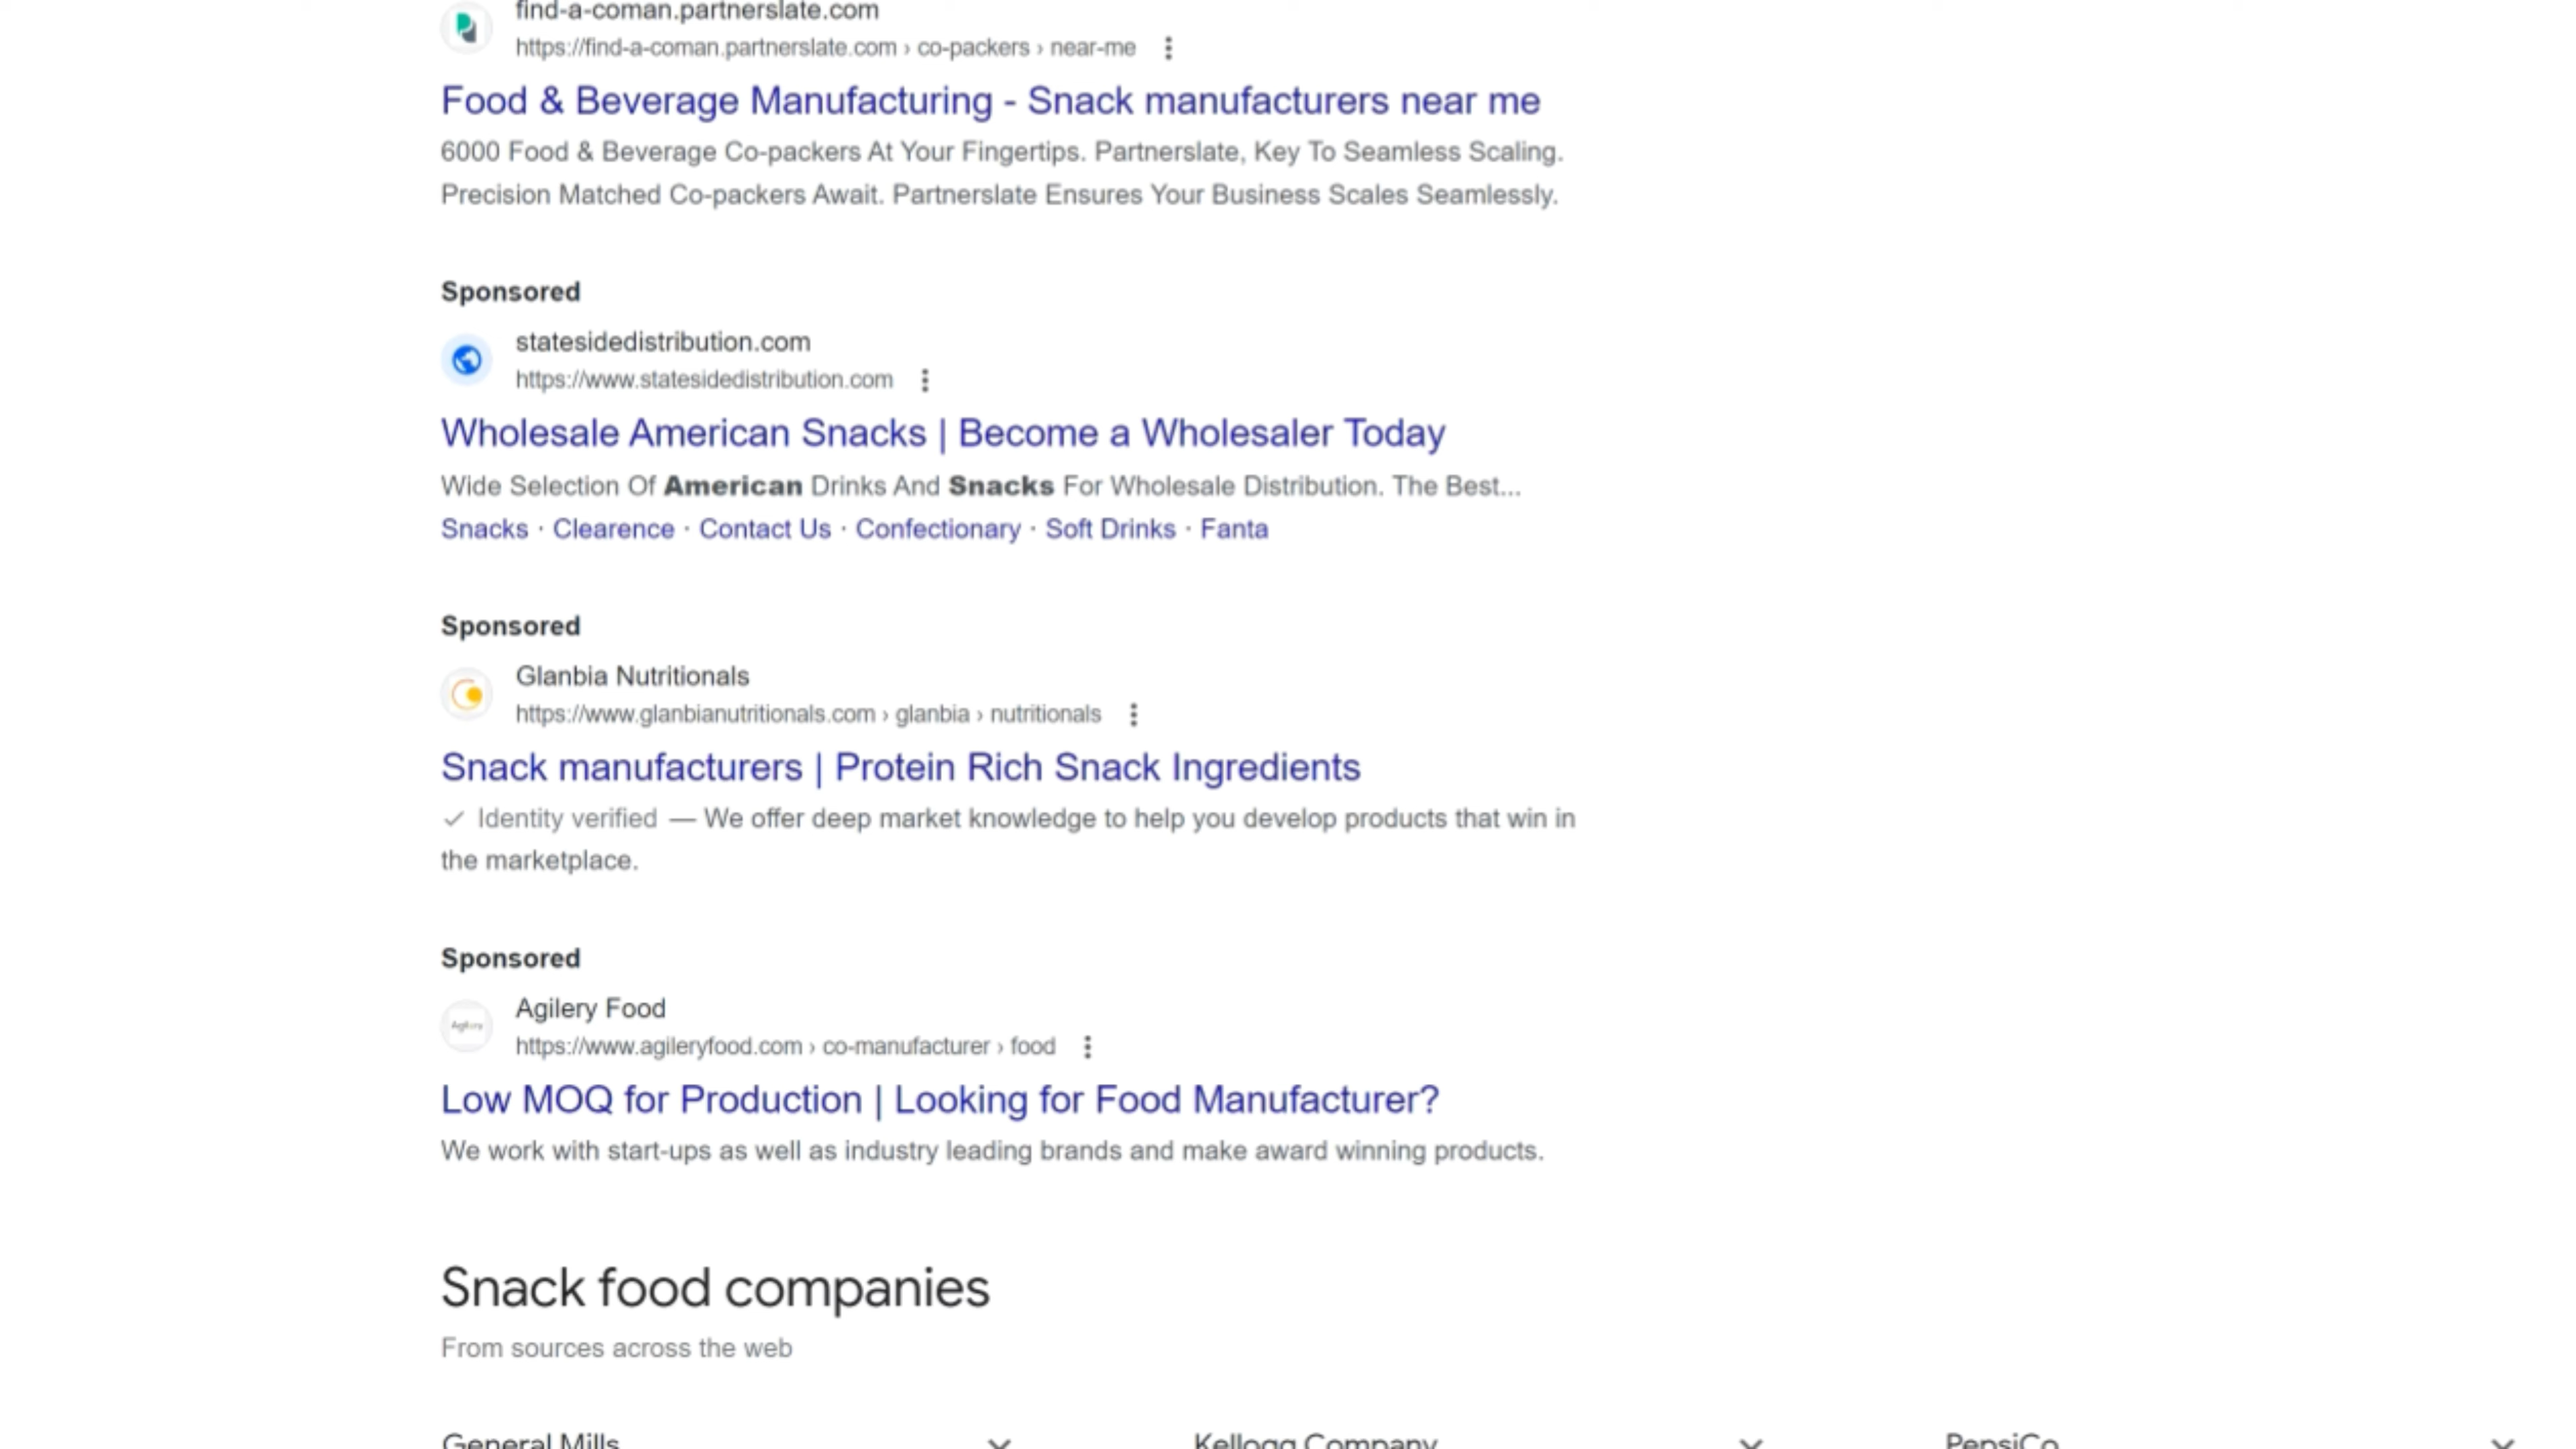 find-a-coman.partnerslate.com
https://find-a-coman.partnerslate.com › co-packers › near-me
Food & Beverage Manufacturing - Snack manufacturers near me
6000 Food & Beverage Co-packers At Your Fingertips. Partnerslate, Key To Seamless Scaling.
Precision Matched Co-packers Await. Partnerslate Ensures Your Business Scales Seamlessly.
Sponsored
statesidedistribution.com
https://www.statesidedistribution.com
Wholesale American Snacks | Become a Wholesaler Today
Wide Selection Of American Drinks And Snacks For Wholesale Distribution. The Best...
Snacks · Clearence · Contact Us · Confectionary · Soft Drinks · Fanta
Sponsored
Glanbia Nutritionals
https://www.glanbianutritionals.com › glanbia › nutritionals
Snack manufacturers | Protein Rich Snack Ingredients
✓ Identity verified — We offer deep market knowledge to help you develop products that win in
the marketplace.
Sponsored
Agilery Food
Agilery
https://www.agileryfood.com › co-manufacturer › food
Low MOQ for Production | Looking for Food Manufacturer?
We work with start-ups as well as industry leading brands and make award winning products.
Snack food companies
From sources across the web
General Mills Kellogg Company PepsiCo